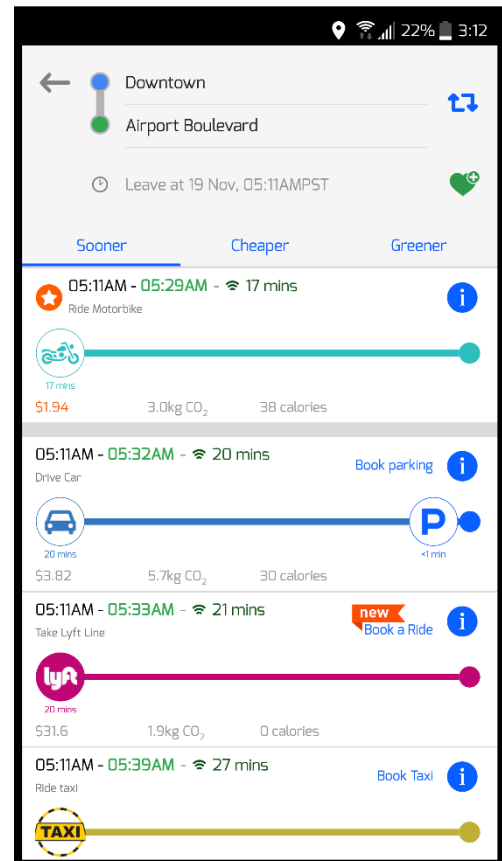 22% 3:12
Downtown
Airport Boulevard
Leave at 19 Nov, 05:11AMPST
Sooner Cheaper Greener
05:11AM - 05:29AM - 17 mins
Ride Motorbike
i
17 mins
$1.94 3.0kg CO₂ 38 calories
05:11AM - 05:32AM - 20 mins
Drive Car
Book parking i
P
20 mins <1 min
$3.82 5.7kg CO₂ 30 calories
05:11AM - 05:33AM - 21 mins
Take Lyft Line
new
Book a Ride i
lyft
20 mins
$31.6 1.9kg CO₂ 0 calories
05:11AM - 05:39AM - 27 mins
Ride taxi
Book Taxi i
TAXI